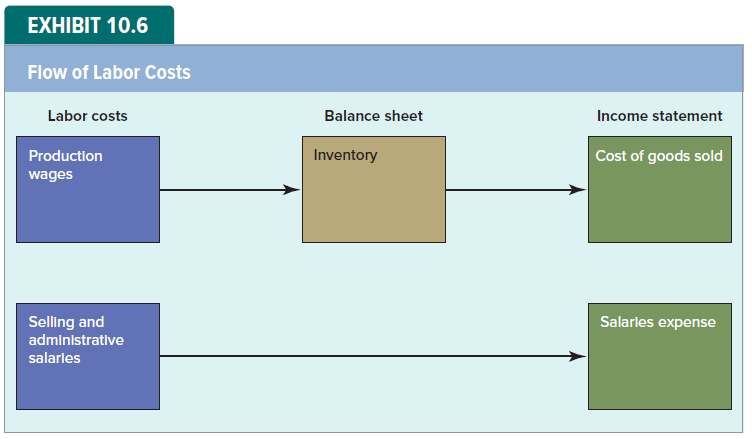 EXHIBIT 10.6
Flow of Labor Costs
Labor costs
Balance sheet
Income statement
Production
wages
Inventory
Cost of goods sold
Selling and
administrative
salaries
Salaries expense